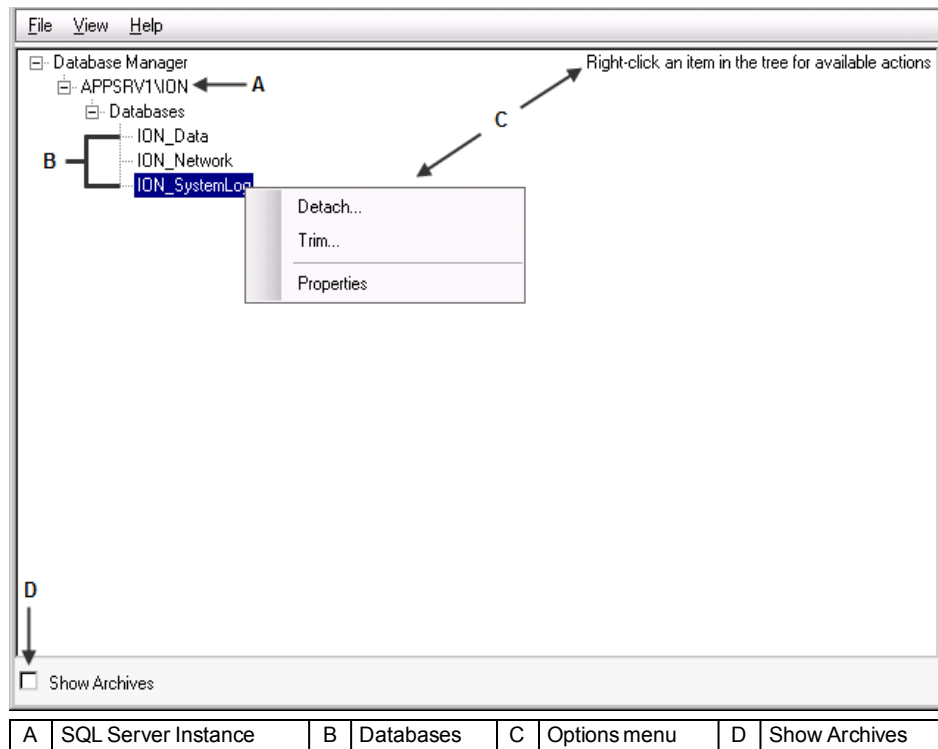 File View Help
Database Manager
Right-click an item in the tree for available actions
APPSRV1\ION
A
Databases
C
ION_Data
B
ION_Network
ION_SystemLog
Detach...
Trim...
Properties
D
Show Archives
A SQL Server Instance B Databases C Options menu D Show Archives